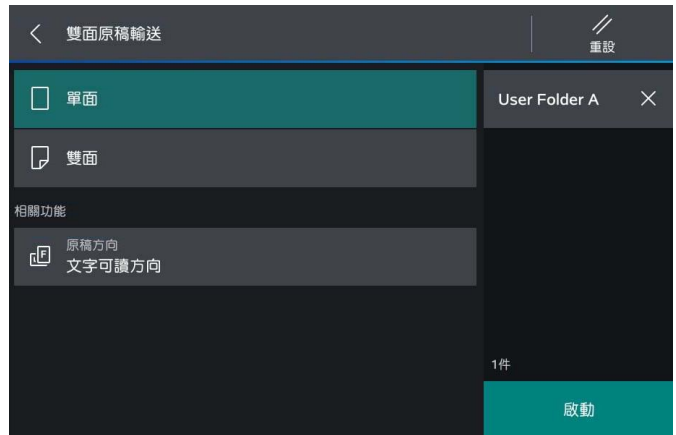 雙面原稿輸送
重設
單面
User Folder A
雙面
相關功能
原稿方向
文字可讀方向
1件
啟動